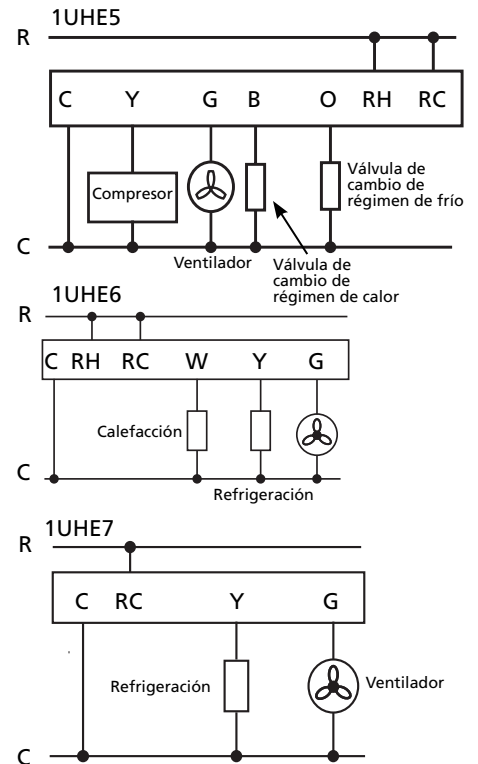 1UHE5
R
C Y G B O RH RC
Compresor
Válvula de
cambio de
régimen de frío
C
Ventilador
Válvula de
cambio de
régimen de calor
1UHE6
R
C RH RC W Y G
Calefacción
C
Refrigeración
1UHE7
R
C RC Y G
Refrigeración
Ventilador
C